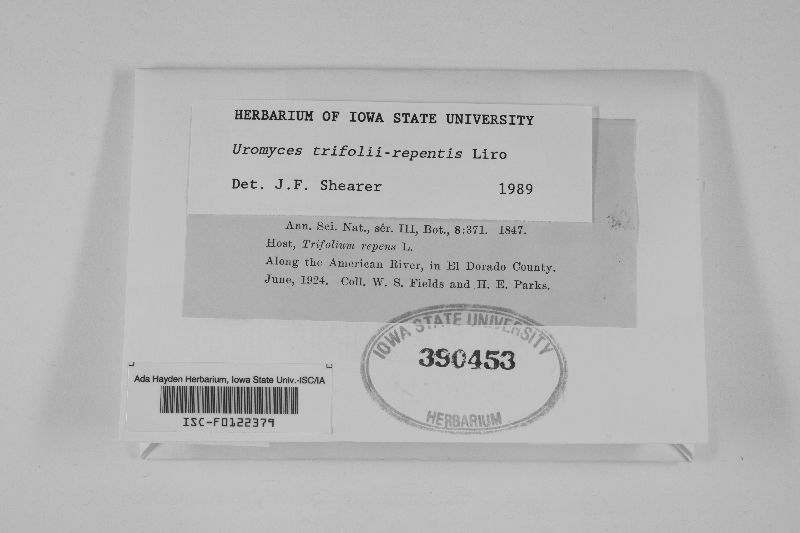 HERBARIUM OF IOWA STATE UNIVERSITY
Uromyces trifolii-repentis Liro
Det. J.F. Shearer 1989
Ann. Sci. Nat., sér. III, Bot., 8:371. 1847.
Host, Trifolium repens L.
Along the American River, in El Dorado County.
June, 1924. Coll. W. S. Fields and H. E. Parks.
IOWA STATE UNIVERSITY
390453
HERBARIUM
Ada Hayden Herbarium, Iowa State Univ.-ISC/IA
ISC-F0122379